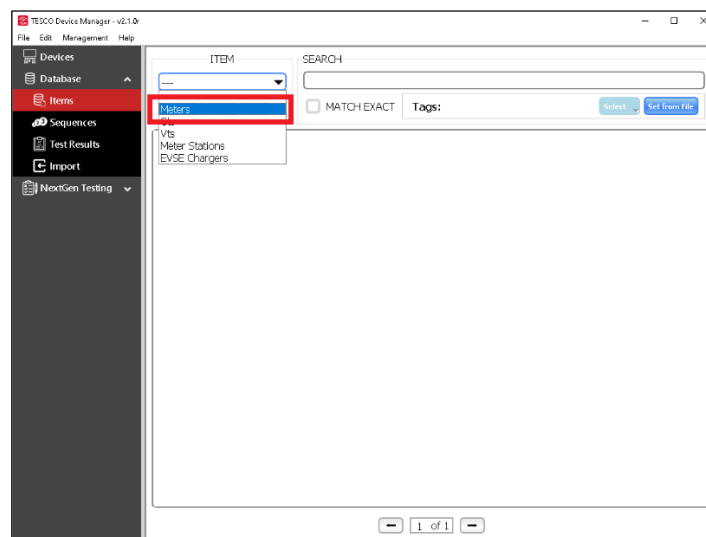 TESCO Device Manager - v2.1.0r
File Edit Management Help
Devices
Database
Items
Sequences
Test Results
Import
NextGen Testing
ITEM
---
Meters
Vts
Meter Stations
EVSE Chargers
SEARCH
MATCH EXACT
Tags:
Select
Set from File
1 of 1